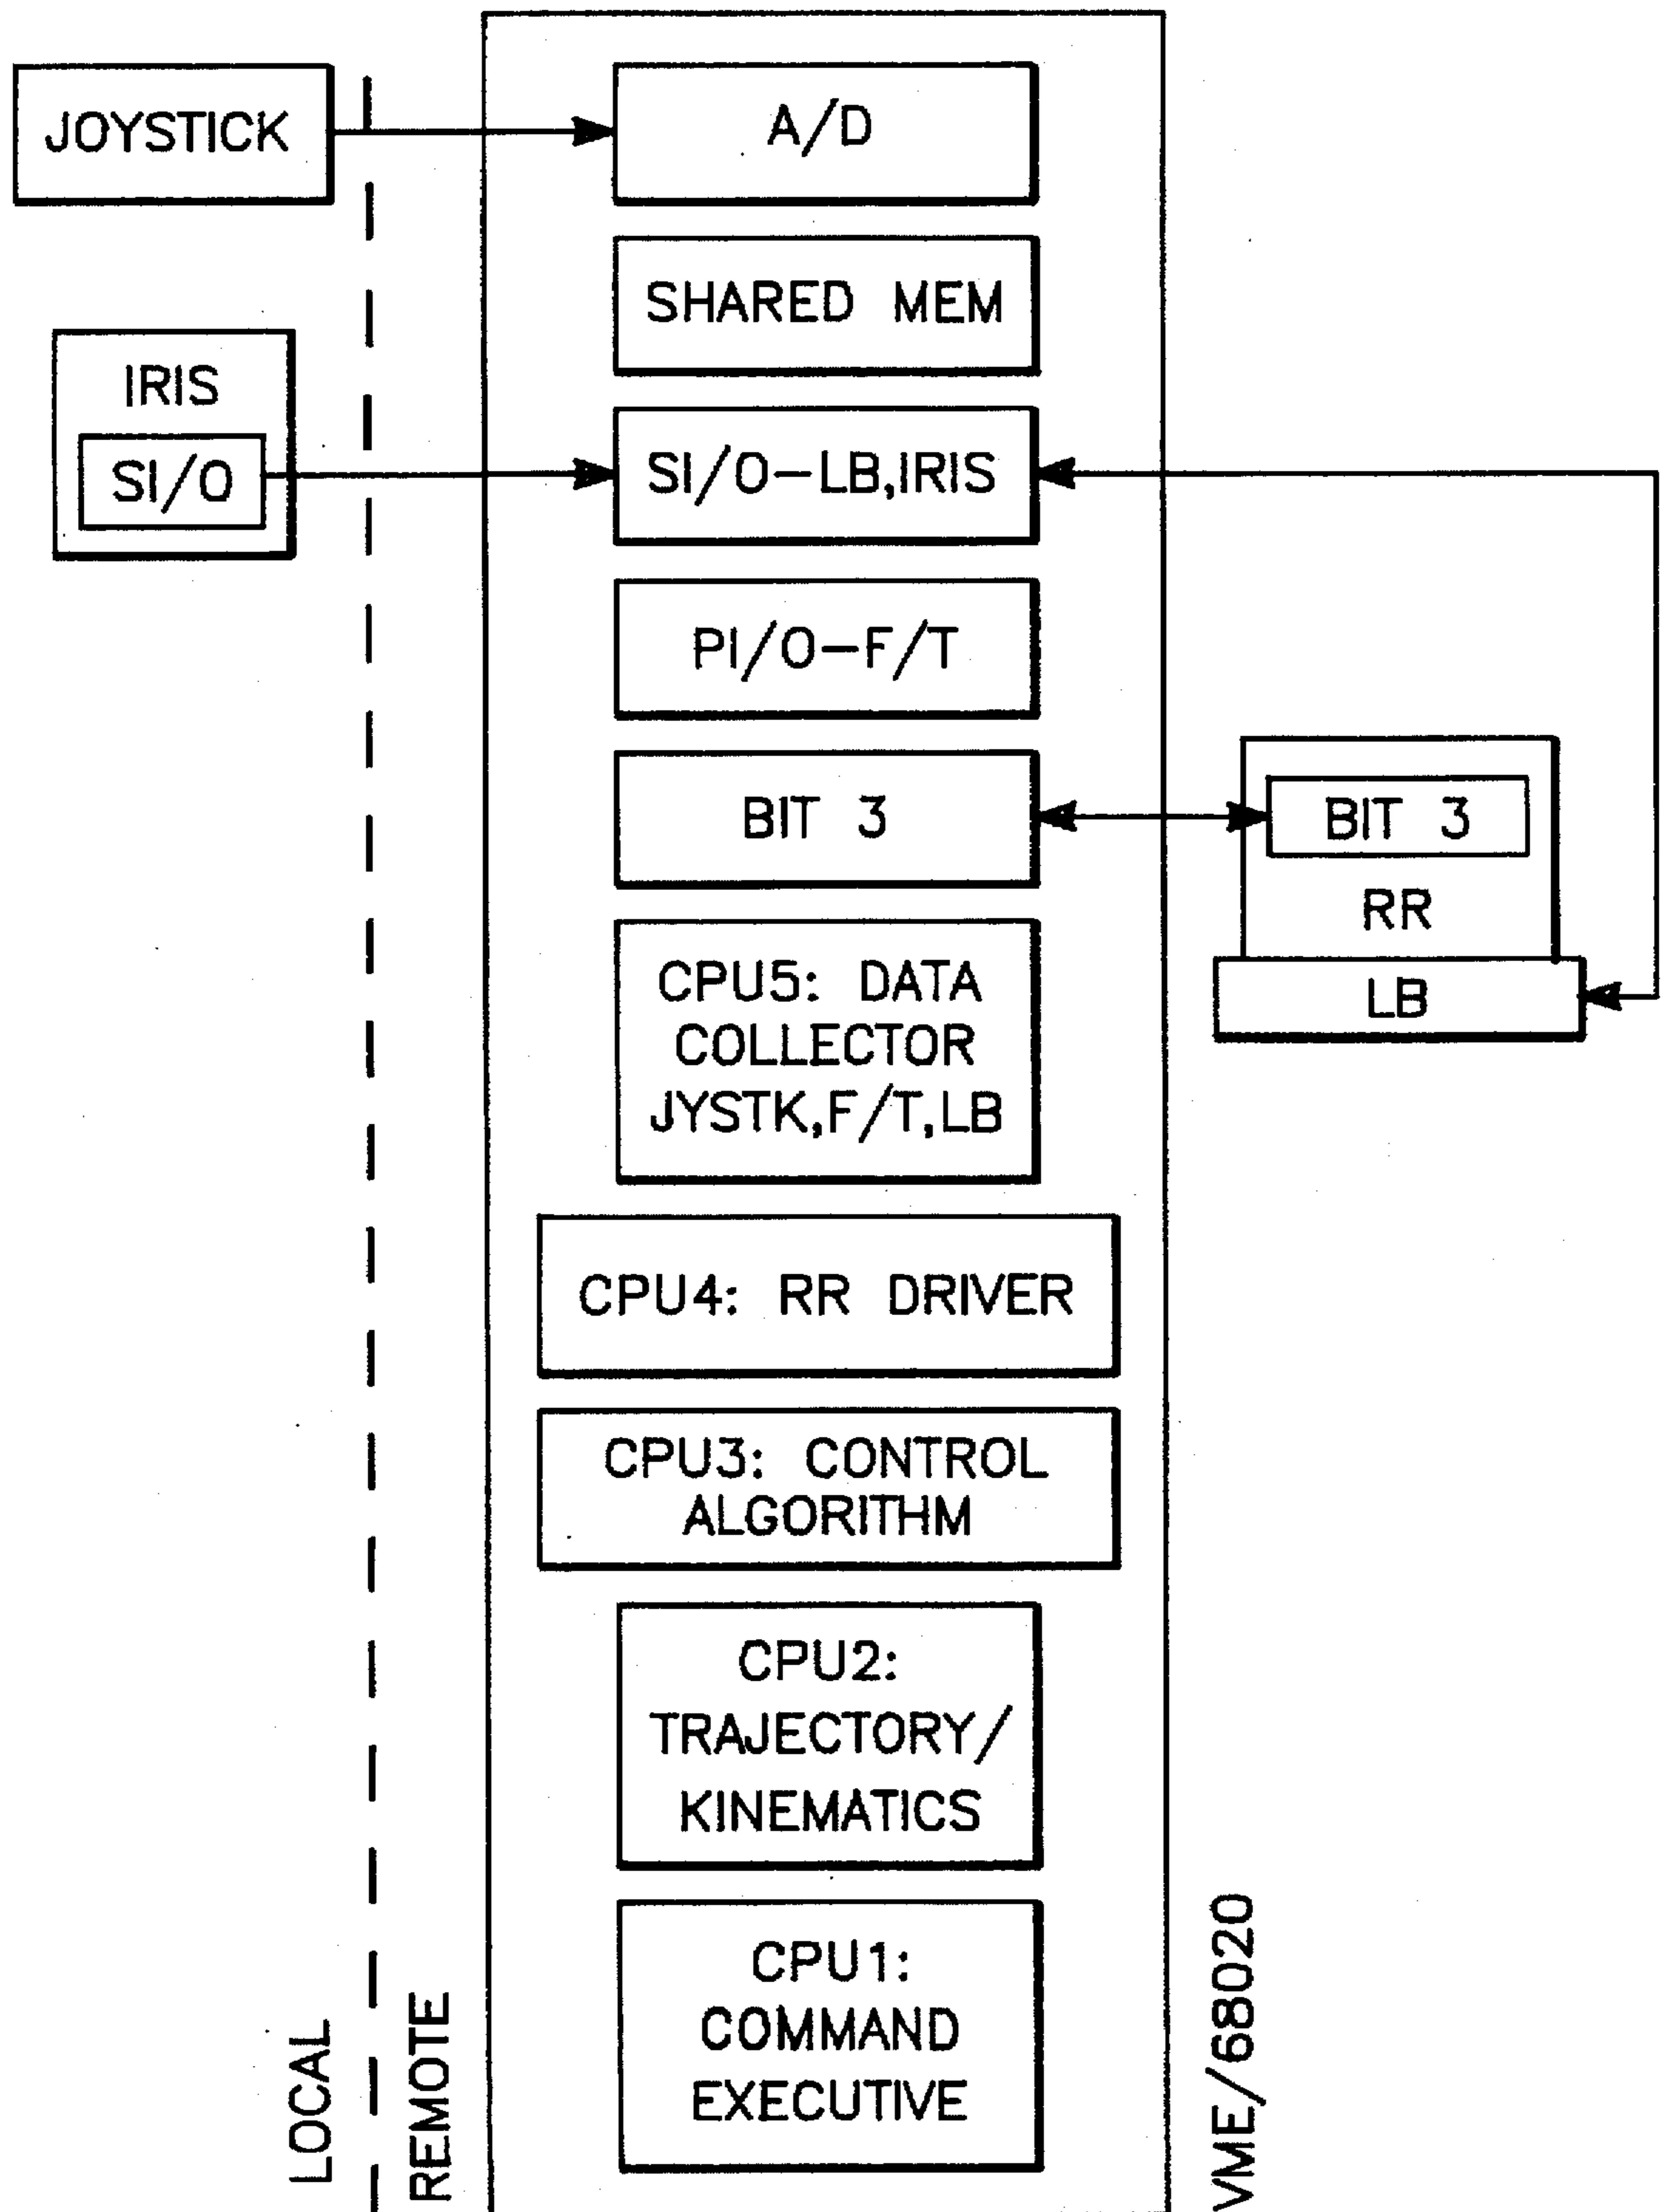 JOYSTICK
A/D
SHARED MEM
IRIS
SI/O
SI/O-LB,IRIS
PI/O-F/T
BIT 3
BIT 3
RR
LB
CPU5: DATA
COLLECTOR
JYSTK,F/T,LB
CPU4: RR DRIVER
CPU3: CONTROL
ALGORITHM
CPU2:
TRAJECTORY/
KINEMATICS
CPU1:
COMMAND
EXECUTIVE
LOCAL
REMOTE
VME/68020